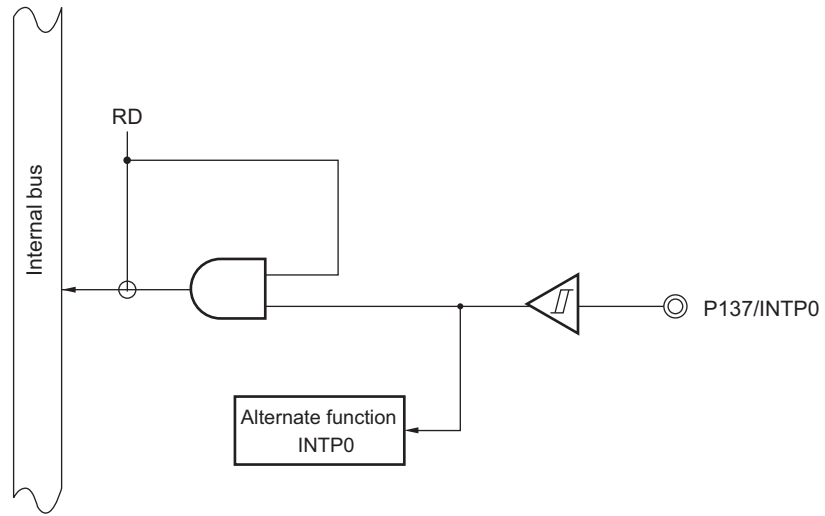 RD
Internal bus
P137/INTP0
Alternate function
INTP0